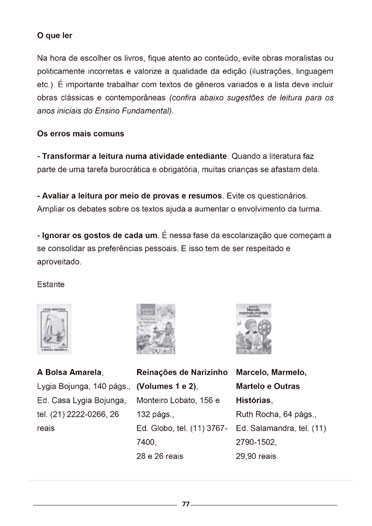 O que ler
Na hora de escolher os livros, fique atento ao conteúdo, evite obras moralistas ou
politicamente incorretas e valorize a qualidade da edição (ilustrações, linguagem
etc.). É importante trabalhar com textos de gêneros variados e a lista deve incluir
obras clássicas e contemporâneas (confira abaixo sugestões de leitura para os
anos iniciais do Ensino Fundamental).
Os erros mais comuns
- Transformar a leitura numa atividade entediante. Quando a literatura faz
parte de uma tarefa burocrática e obrigatória, muitas crianças se afastam dela.
- Avaliar a leitura por meio de provas e resumos. Evite os questionários.
Ampliar os debates sobre os textos ajuda a aumentar o envolvimento da turma.
- Ignorar os gostos de cada um. É nessa fase da escolarização que começam a
se consolidar as preferências pessoais. E isso tem de ser respeitado e
aproveitado.
Estante
A Bolsa Amarela,
Lygia Bojunga, 140 págs.,
Ed. Casa Lygia Bojunga,
tel. (21) 2222-0266, 26
reais
Reinações de Narizinho
(Volumes 1 e 2),
Monteiro Lobato, 156 e
132 págs.,
Ed. Globo, tel. (11) 3767-
7400,
28 e 26 reais
Marcelo, Marmelo,
Martelo e Outras
Histórias,
Ruth Rocha, 64 págs.,
Ed. Salamandra, tel. (11)
2790-1502,
29,90 reais
77